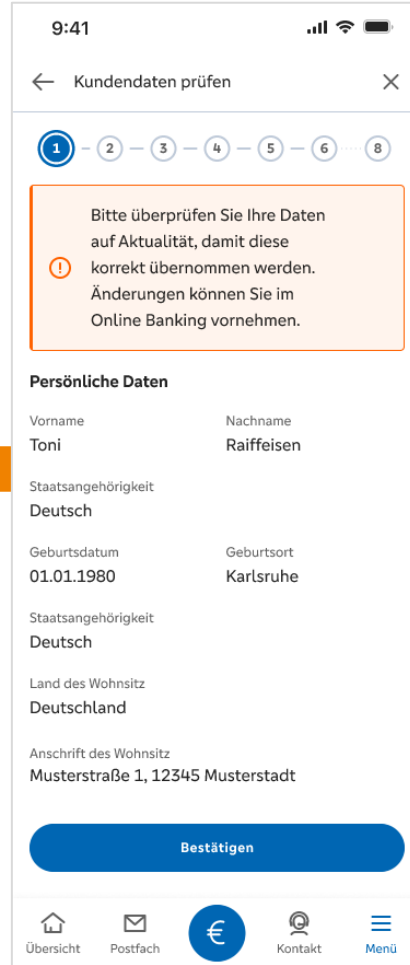 9:41
Kundendaten prüfen
1 2 3 4 5 6 8
Bitte überprüfen Sie Ihre Daten
auf Aktualität, damit diese
korrekt übernommen werden.
Änderungen können Sie im
Online Banking vornehmen.
Persönliche Daten
Vorname Nachname
Toni Raiffeisen
Staatsangehörigkeit
Deutsch
Geburtsdatum Geburtsort
01.01.1980 Karlsruhe
Staatsangehörigkeit
Deutsch
Land des Wohnsitz
Deutschland
Anschrift des Wohnsitz
Musterstraße 1, 12345 Musterstadt
Bestätigen
€
Übersicht Postfach Kontakt Menü